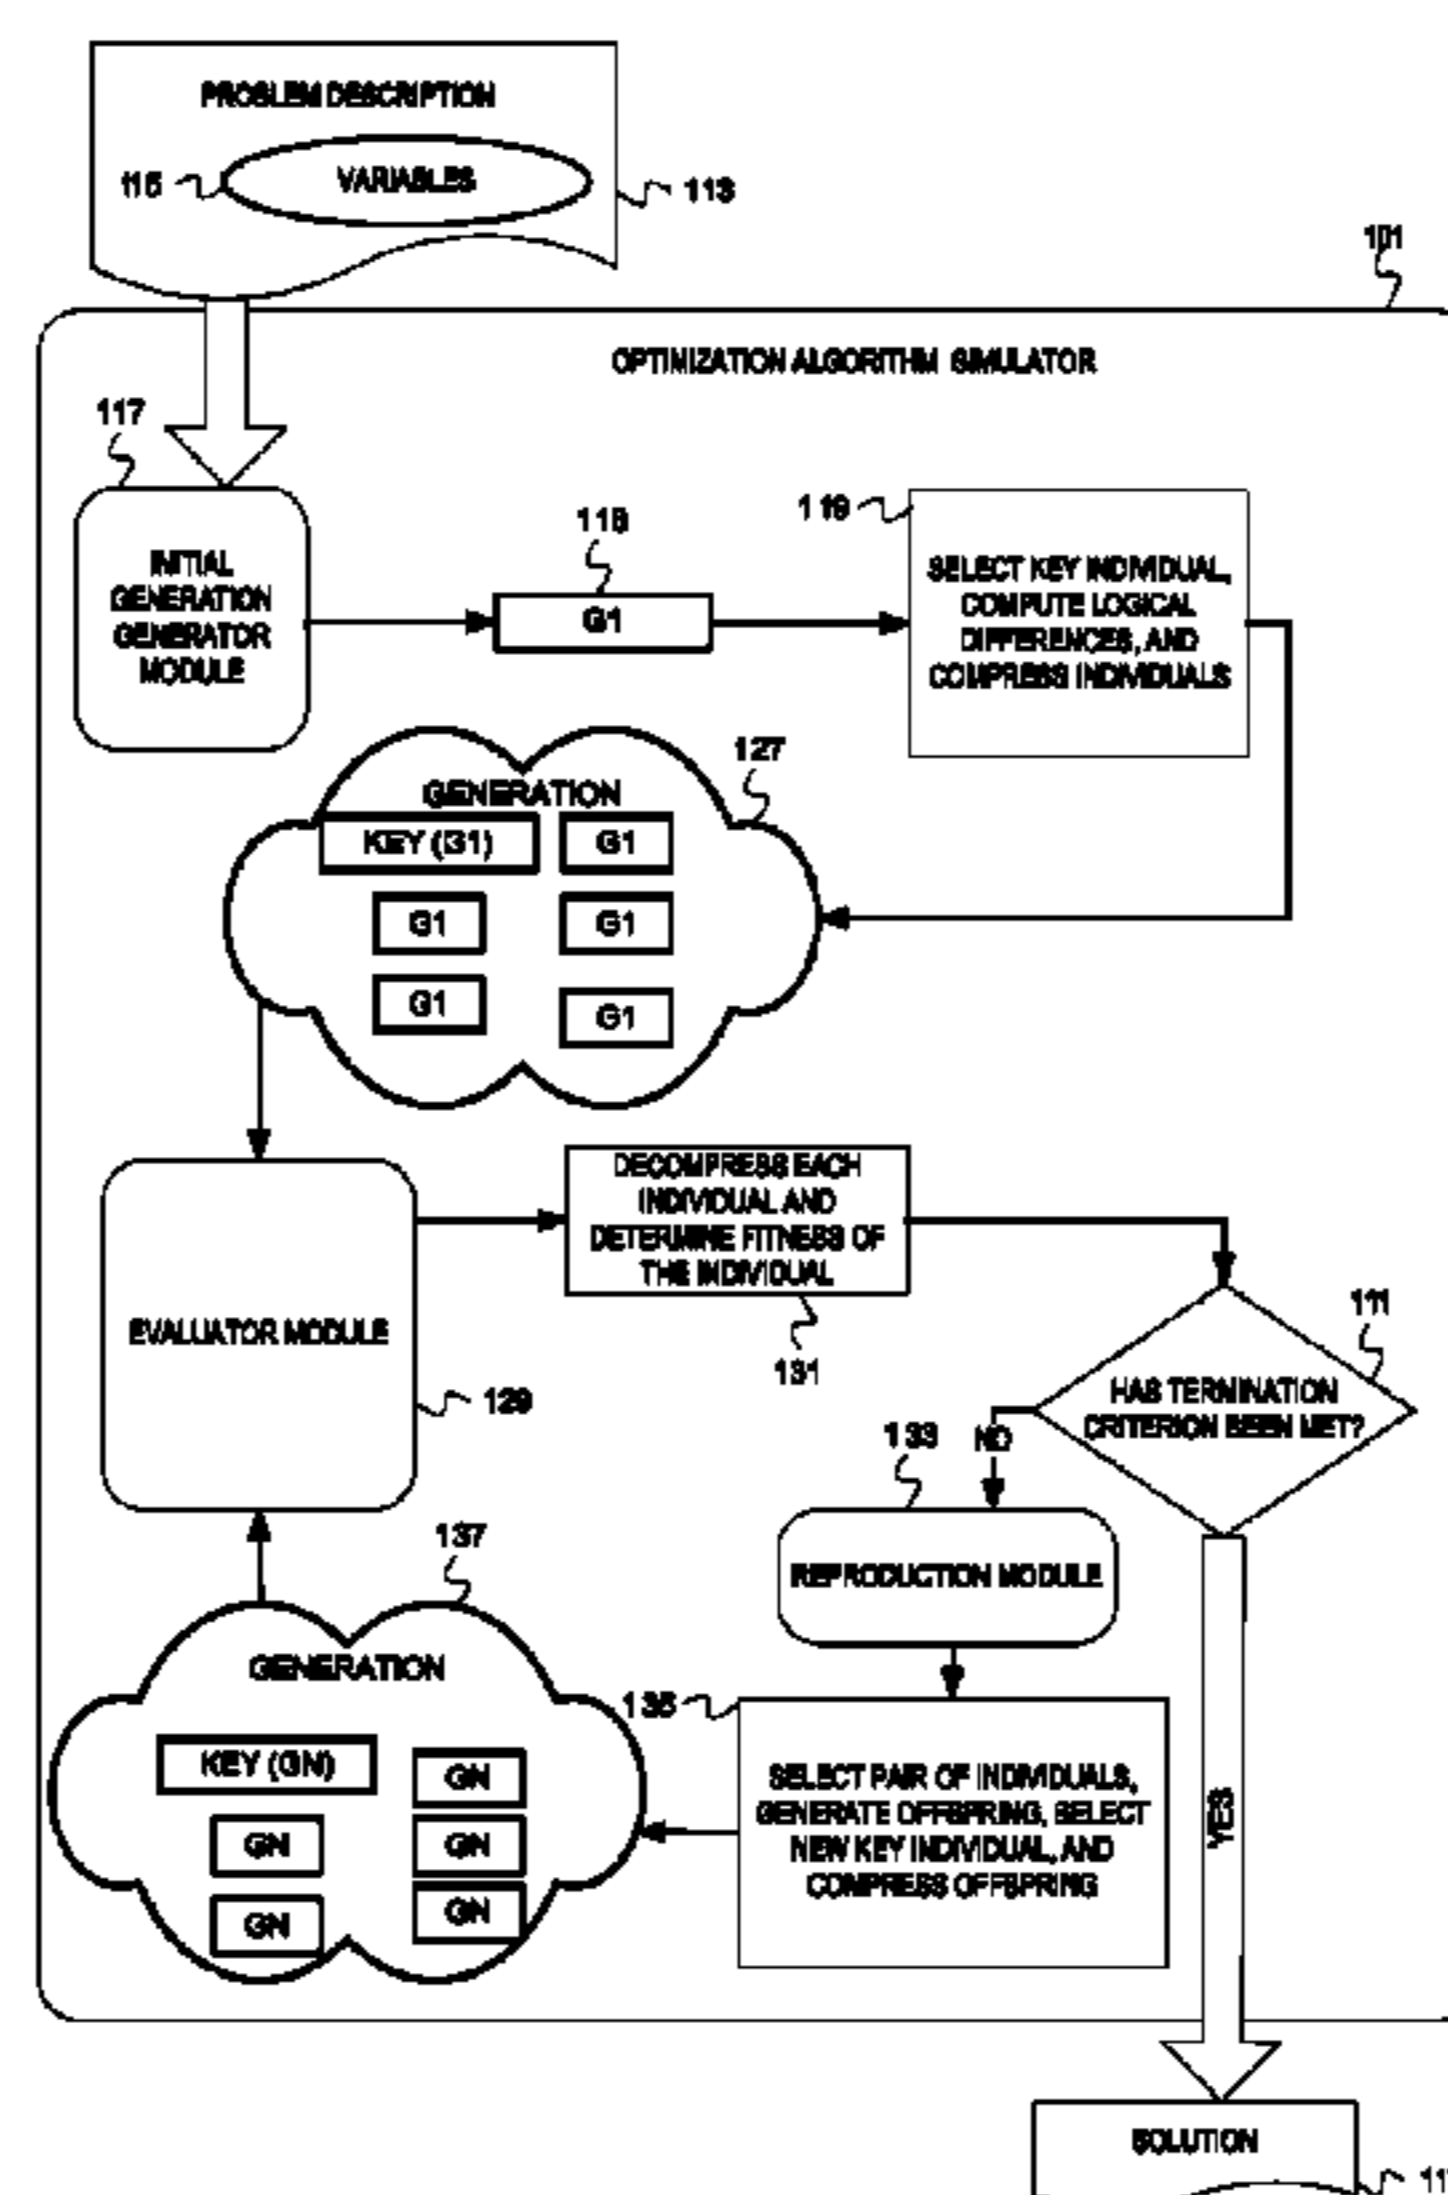 PROBLEM DESCRIPTION
115
VARIABLES
113
101
OPTIMIZATION ALGORITHM SIMULATOR
117
INITIAL
GENERATION
GENERATOR
MODULE
118
G1
119
SELECT KEY INDIVIDUAL,
COMPUTE LOGICAL
DIFFERENCES, AND
COMPRESS INDIVIDUALS
127
GENERATION
KEY (G1)
G1
G1
G1
G1
G1
DECOMPRESS EACH
INDIVIDUAL AND
DETERMINE FITNESS OF
THE INDIVIDUAL
131
EVALUATOR MODULE
129
111
HAS TERMINATION
CRITERION BEEN MET?
NO
133
REPRODUCTION MODULE
137
GENERATION
KEY (GN)
GN
GN
GN
GN
GN
135
SELECT PAIR OF INDIVIDUALS,
GENERATE OFFSPRING, SELECT
NEW KEY INDIVIDUAL, AND
COMPRESS OFFSPRING
YES
SOLUTION